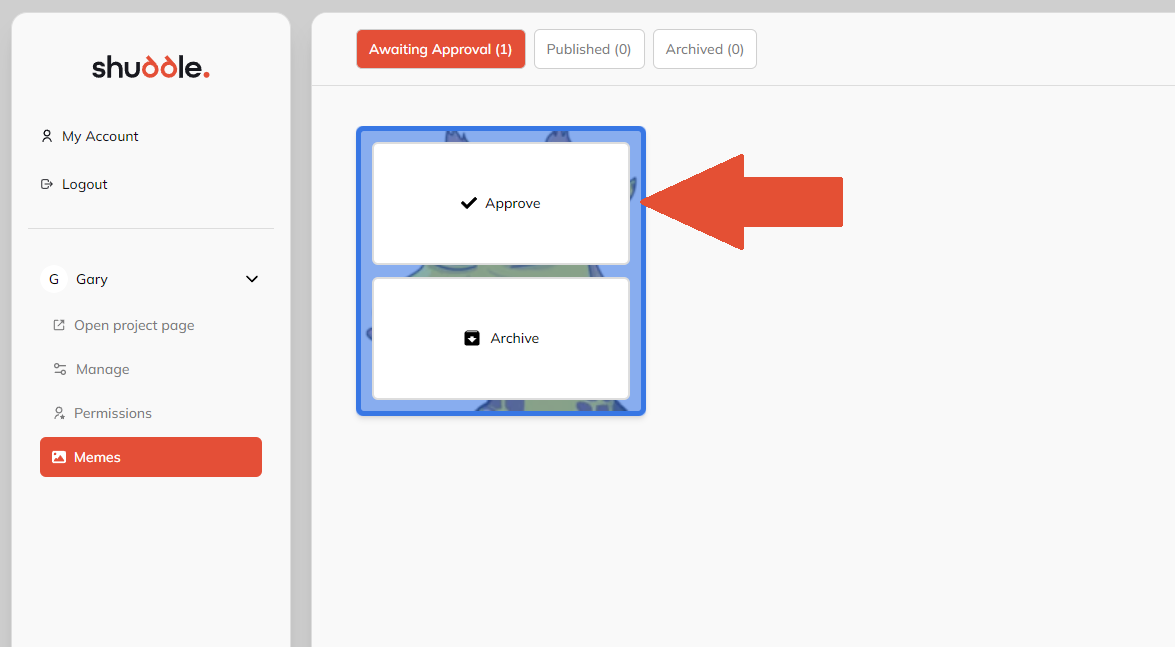 shuddle.
My Account
Logout
G Gary
Open project page
Manage
Permissions
Memes
Awaiting Approval (1) Published (0) Archived (0)
Approve
Archive